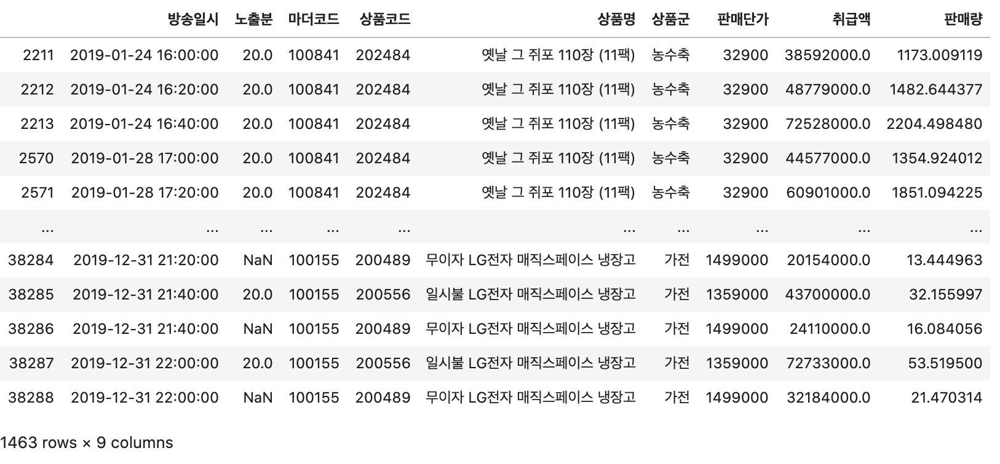 방송일시 노출분 마더코드 상품코드 상품명 상품군 판매단가 취급액 판매량
2211 2019-01-24 16:00:00 20.0 100841 202484 옛날 그 쥐포 110장 (11팩) 농수축 32900 38592000.0 1173.009119
2212 2019-01-24 16:20:00 20.0 100841 202484 옛날 그 쥐포 110장 (11팩) 농수축 32900 48779000.0 1482.644377
2213 2019-01-24 16:40:00 20.0 100841 202484 옛날 그 쥐포 110장 (11팩) 농수축 32900 72528000.0 2204.498480
2570 2019-01-28 17:00:00 20.0 100841 202484 옛날 그 쥐포 110장 (11팩) 농수축 32900 44577000.0 1354.924012
2571 2019-01-28 17:20:00 20.0 100841 202484 옛날 그 쥐포 110장 (11팩) 농수축 32900 60901000.0 1851.094225
... ... ... ... ... ... ... ... ... ...
38284 2019-12-31 21:20:00 NaN 100155 200489 무이자 LG전자 매직스페이스 냉장고 가전 1499000 20154000.0 13.444963
38285 2019-12-31 21:40:00 20.0 100155 200556 일시불 LG전자 매직스페이스 냉장고 가전 1359000 43700000.0 32.155997
38286 2019-12-31 21:40:00 NaN 100155 200489 무이자 LG전자 매직스페이스 냉장고 가전 1499000 24110000.0 16.084056
38287 2019-12-31 22:00:00 20.0 100155 200556 일시불 LG전자 매직스페이스 냉장고 가전 1359000 72733000.0 53.519500
38288 2019-12-31 22:00:00 NaN 100155 200489 무이자 LG전자 매직스페이스 냉장고 가전 1499000 32184000.0 21.470314
1463 rows × 9 columns